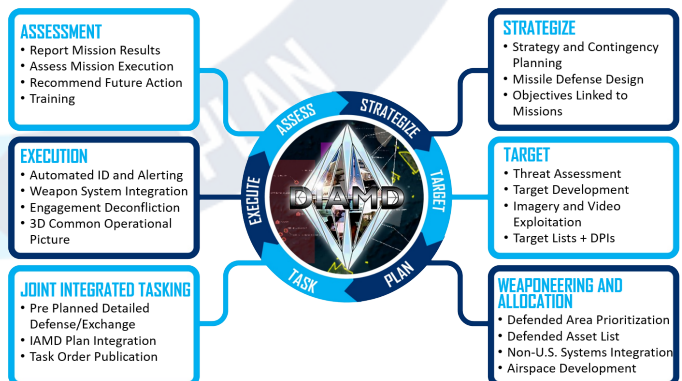 ASSESSMENT
• Report Mission Results
• Assess Mission Execution
• Recommend Future Action
• Training
EXECUTION
• Automated ID and Alerting
• Weapon System Integration
• Engagement Deconfliction
• 3D Common Operational
Picture
JOINT INTEGRATED TASKING
• Pre Planned Detailed
Defense/Exchange
• IAMD Plan Integration
• Task Order Publication
PLAN
ASSESS
STRATEGIZE
TARGET
PLAN
TASK
EXECUTE
D-IAMD
STRATEGIZE
• Strategy and Contingency
Planning
• Missile Defense Design
• Objectives Linked to
Missions
TARGET
• Threat Assessment
• Target Development
• Imagery and Video
Exploitation
• Target Lists + DPIs
WEAPONEERING AND
ALLOCATION
• Defended Area Prioritization
• Defended Asset List
• Non-U.S. Systems Integration
• Airspace Development